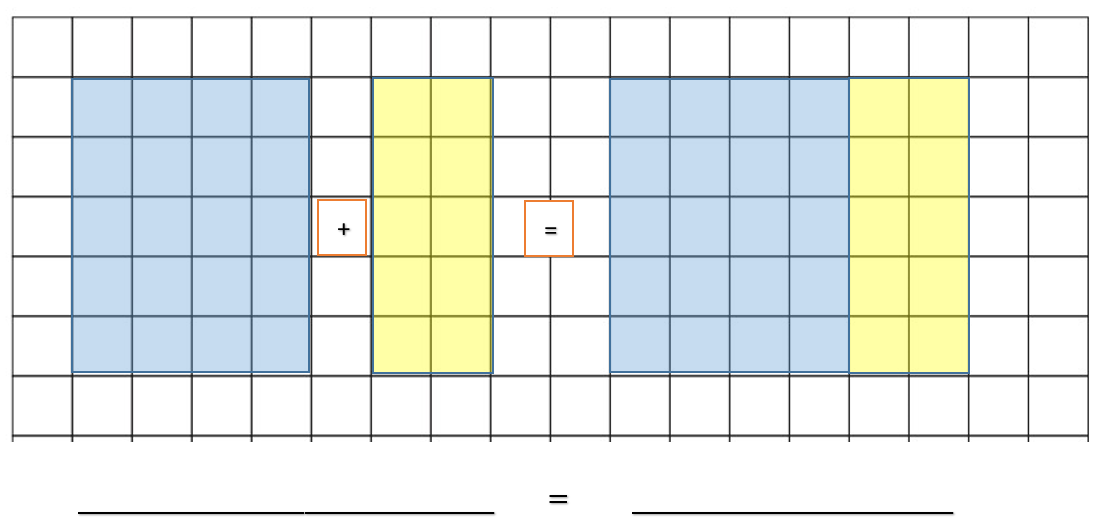 + =
=